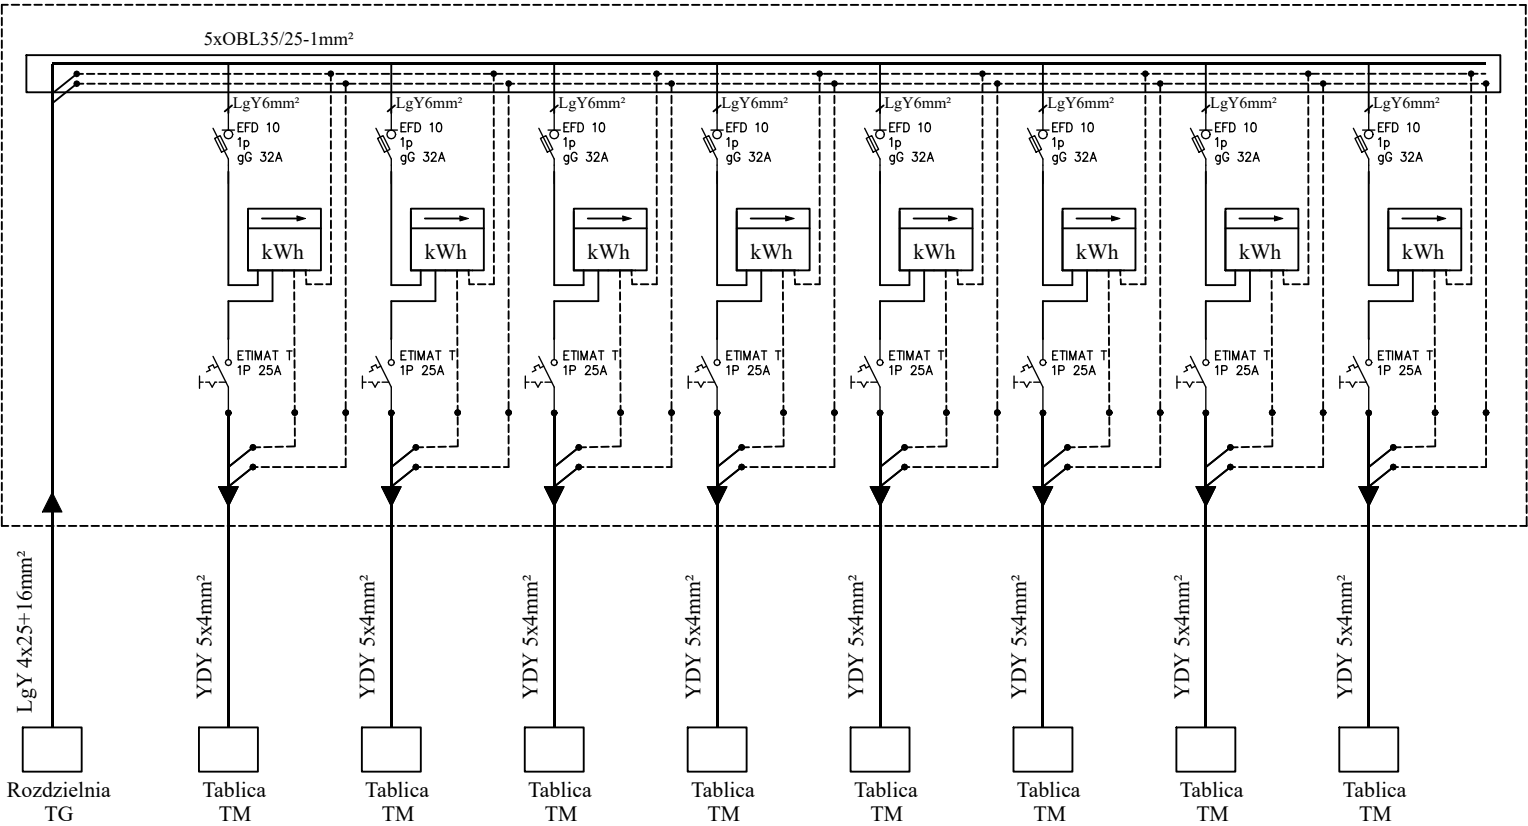 5xOBL35/25-1mm²
LgY6mm² LgY6mm² LgY6mm² LgY6mm² LgY6mm² LgY6mm² LgY6mm² LgY6mm²
EFD 10 EFD 10 EFD 10 EFD 10 EFD 10 EFD 10 EFD 10 EFD 10
1p 1p 1p 1p 1p 1p 1p 1p
gG 32A gG 32A gG 32A gG 32A gG 32A gG 32A gG 32A gG 32A
kWh kWh kWh kWh kWh kWh kWh kWh
ETIMAT T ETIMAT T ETIMAT T ETIMAT T ETIMAT T ETIMAT T ETIMAT T ETIMAT T
1P 25A 1P 25A 1P 25A 1P 25A 1P 25A 1P 25A 1P 25A 1P 25A
LgY 4x25+16mm²
YDY 5x4mm²
YDY 5x4mm²
YDY 5x4mm²
YDY 5x4mm²
YDY 5x4mm²
YDY 5x4mm²
YDY 5x4mm²
YDY 5x4mm²
Rozdzielnia Tablica Tablica Tablica Tablica Tablica Tablica Tablica Tablica
TG TM TM TM TM TM TM TM TM